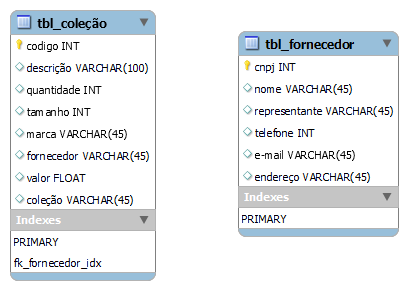 tbl_coleção
codigo INT
descrição VARCHAR(100)
quantidade INT
tamanho INT
marca VARCHAR(45)
fornecedor VARCHAR(45)
valor FLOAT
coleção VARCHAR(45)
Indexes
PRIMARY
fk_fornecedor_idx
tbl_fornecedor
cnpj INT
nome VARCHAR(45)
representante VARCHAR(45)
telefone INT
e-mail VARCHAR(45)
endereço VARCHAR(45)
Indexes
PRIMARY